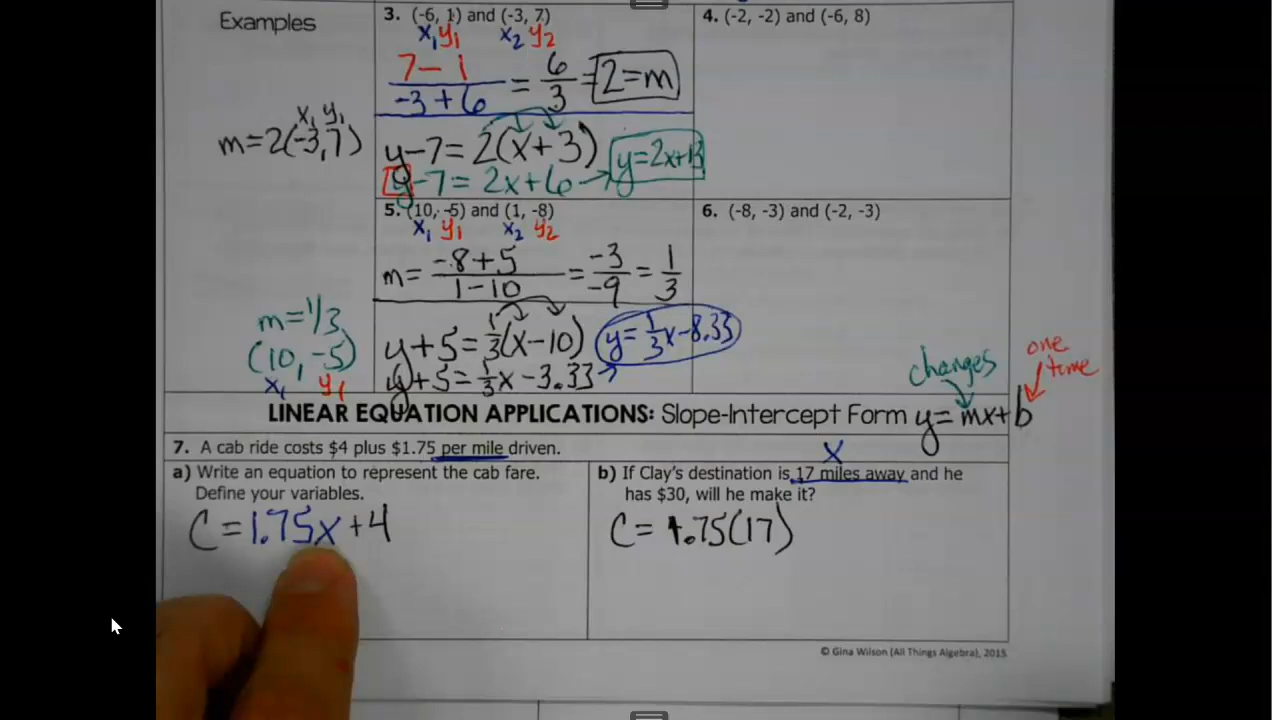 Examples
3. (-6, 1) and (-3, 7)
x₁ y₁ x₂ y₂
7 - 1 / -3 + 6 = 6/3 = 2 = m
x₁ y₁
m = 2 (-3, 7)
y - 7 = 2(x + 3)
y - 7 = 2x + 6 → y = 2x + 13
4. (-2, -2) and (-6, 8)
5. (10, -5) and (1, -8)
x₁ y₁ x₂ y₂
m = -8 + 5 / 1 - 10 = -3/-9 = 1/3
m = 1/3
(10, -5)
x₁ y₁
y + 5 = 1/3(x - 10)
y + 5 = 1/3x - 3.33 →
y = 1/3x - 8.33
6. (-8, -3) and (-2, -3)
changes
one
time
LINEAR EQUATION APPLICATIONS: Slope-Intercept Form y = mx + b
7. A cab ride costs $4 plus $1.75 per mile driven.
a) Write an equation to represent the cab fare.
Define your variables.
C = 1.75x + 4
x
b) If Clay's destination is 17 miles away and he
has $30, will he make it?
C = 1.75(17)
© Gina Wilson (All Things Algebra), 2015